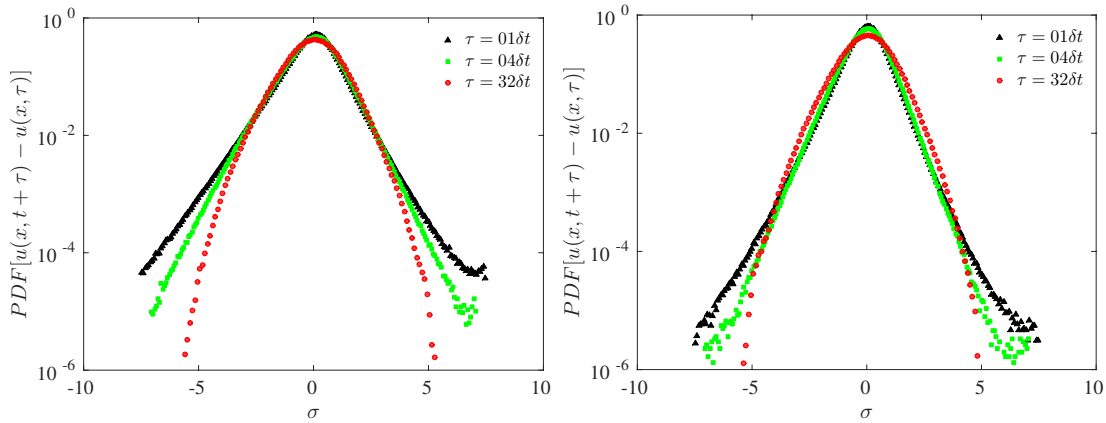 10^0
10^-2
10^-4
10^-6
-10
-5
0
5
10
σ
PDF[u(x, t + τ) − u(x, τ)]
τ = 01δt
τ = 04δt
τ = 32δt
10^0
10^-2
10^-4
10^-6
-10
-5
0
5
10
σ
PDF[u(x, t + τ) − u(x, τ)]
τ = 01δt
τ = 04δt
τ = 32δt